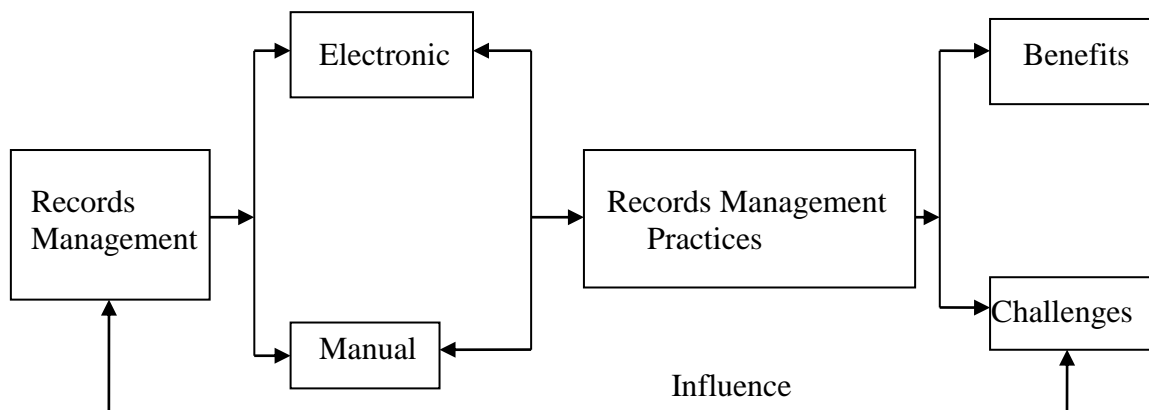 Electronic
Benefits
Records
Management
Records Management
Practices
Manual
Challenges
Influence